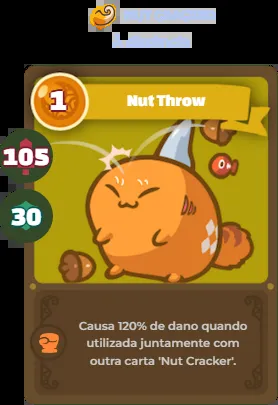 1
Nut Throw
105
30
Causa 120% de dano quando
utilizada juntamente com
outra carta 'Nut Cracker'.